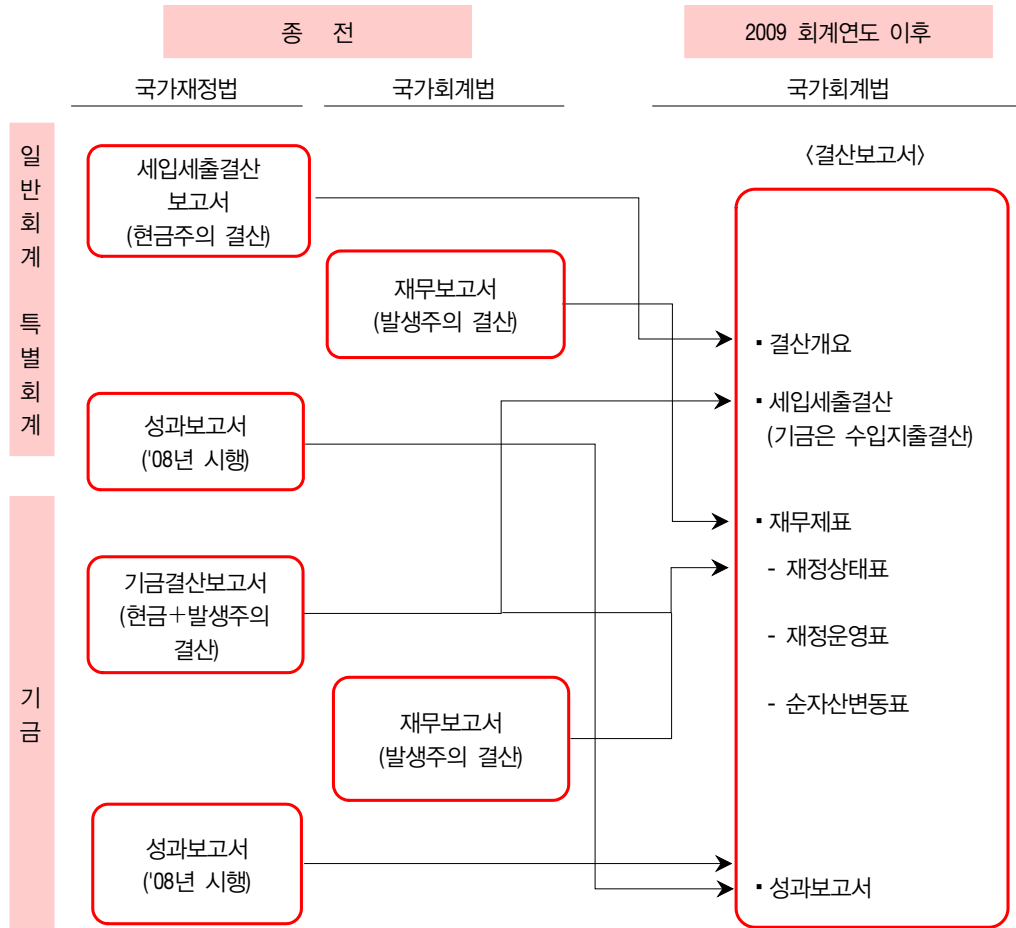 종 전
2009 회계연도 이후
국가재정법
국가회계법
국가회계법
일반회계 특별회계
세입세출결산
보고서
(현금주의 결산)
재무보고서
(발생주의 결산)
성과보고서
('08년 시행)
기금
기금결산보고서
(현금+발생주의
결산)
재무보고서
(발생주의 결산)
성과보고서
('08년 시행)
〈결산보고서〉
▪ 결산개요
▪ 세입세출결산
(기금은 수입지출결산)
▪ 재무제표
- 재정상태표
- 재정운영표
- 순자산변동표
▪ 성과보고서